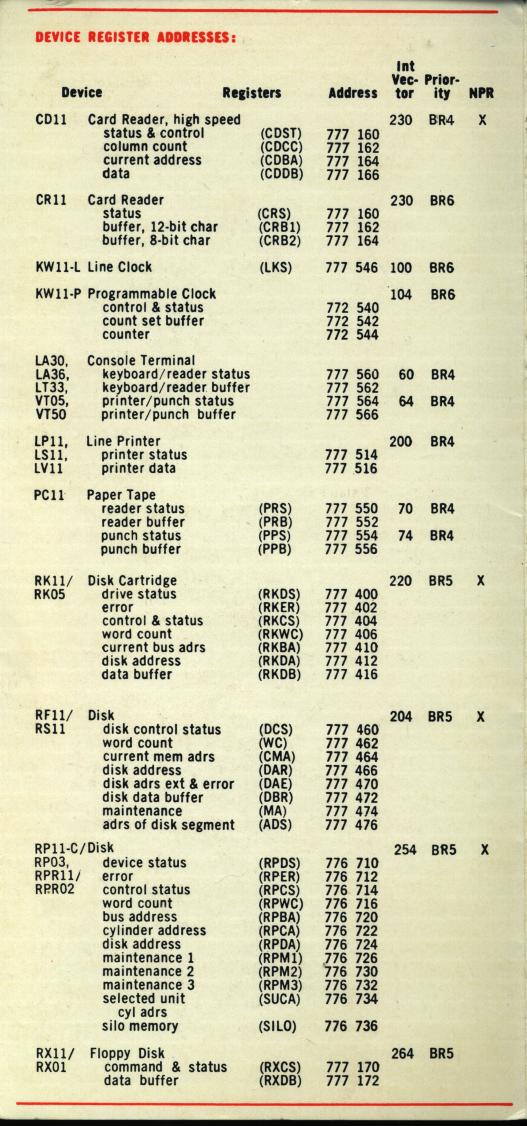 DEVICE REGISTER ADDRESSES:
Int
Vec- Prior-
Device Registers Address tor ity NPR
CD11 Card Reader, high speed 230 BR4 X
status & control (CDST) 777 160
column count (CDCC) 777 162
current address (CDBA) 777 164
data (CDDB) 777 166
CR11 Card Reader 230 BR6
status (CRS) 777 160
buffer, 12-bit char (CRB1) 777 162
buffer, 8-bit char (CRB2) 777 164
KW11-L Line Clock (LKS) 777 546 100 BR6
KW11-P Programmable Clock 104 BR6
control & status 772 540
count set buffer 772 542
counter 772 544
LA30, Console Terminal
LA36, keyboard/reader status 777 560 60 BR4
LT33, keyboard/reader buffer 777 562
VT05, printer/punch status 777 564 64 BR4
VT50 printer/punch buffer 777 566
LP11, Line Printer 200 BR4
LS11, printer status 777 514
LV11 printer data 777 516
PC11 Paper Tape
reader status (PRS) 777 550 70 BR4
reader buffer (PRB) 777 552
punch status (PPS) 777 554 74 BR4
punch buffer (PPB) 777 556
RK11/ Disk Cartridge 220 BR5 X
RK05 drive status (RKDS) 777 400
error (RKER) 777 402
control & status (RKCS) 777 404
word count (RKWC) 777 406
current bus adrs (RKBA) 777 410
disk address (RKDA) 777 412
data buffer (RKDB) 777 416
RF11/ Disk 204 BR5 X
RS11 disk control status (DCS) 777 460
word count (WC) 777 462
current mem adrs (CMA) 777 464
disk address (DAR) 777 466
disk adrs ext & error (DAE) 777 470
disk data buffer (DBR) 777 472
maintenance (MA) 777 474
adrs of disk segment (ADS) 777 476
RP11-C/Disk 254 BR5 X
RP03, device status (RPDS) 776 710
RPR11/ error (RPER) 776 712
RPR02 control status (RPCS) 776 714
word count (RPWC) 776 716
bus address (RPBA) 776 720
cylinder address (RPCA) 776 722
disk address (RPDA) 776 724
maintenance 1 (RPM1) 776 726
maintenance 2 (RPM2) 776 730
maintenance 3 (RPM3) 776 732
selected unit (SUCA) 776 734
cyl adrs
silo memory (SILO) 776 736
RX11/ Floppy Disk 264 BR5
RX01 command & status (RXCS) 777 170
data buffer (RXDB) 777 172